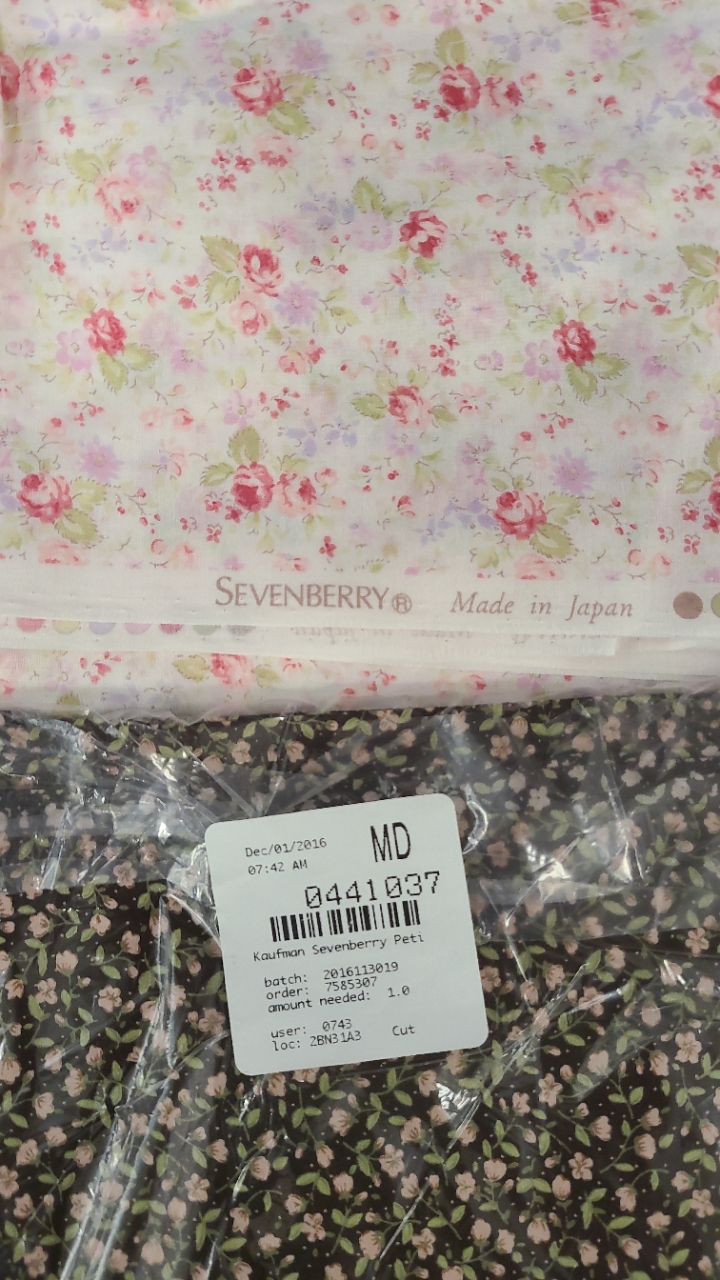 SEVENBERRY® Made in Japan
Dec/01/2016 MD
07:42 AM
0441037
Kaufman Sevenberry Peti
batch: 2016113019
order: 7585307
amount needed: 1.0
user: 0743
loc: 2BN31A3 Cut